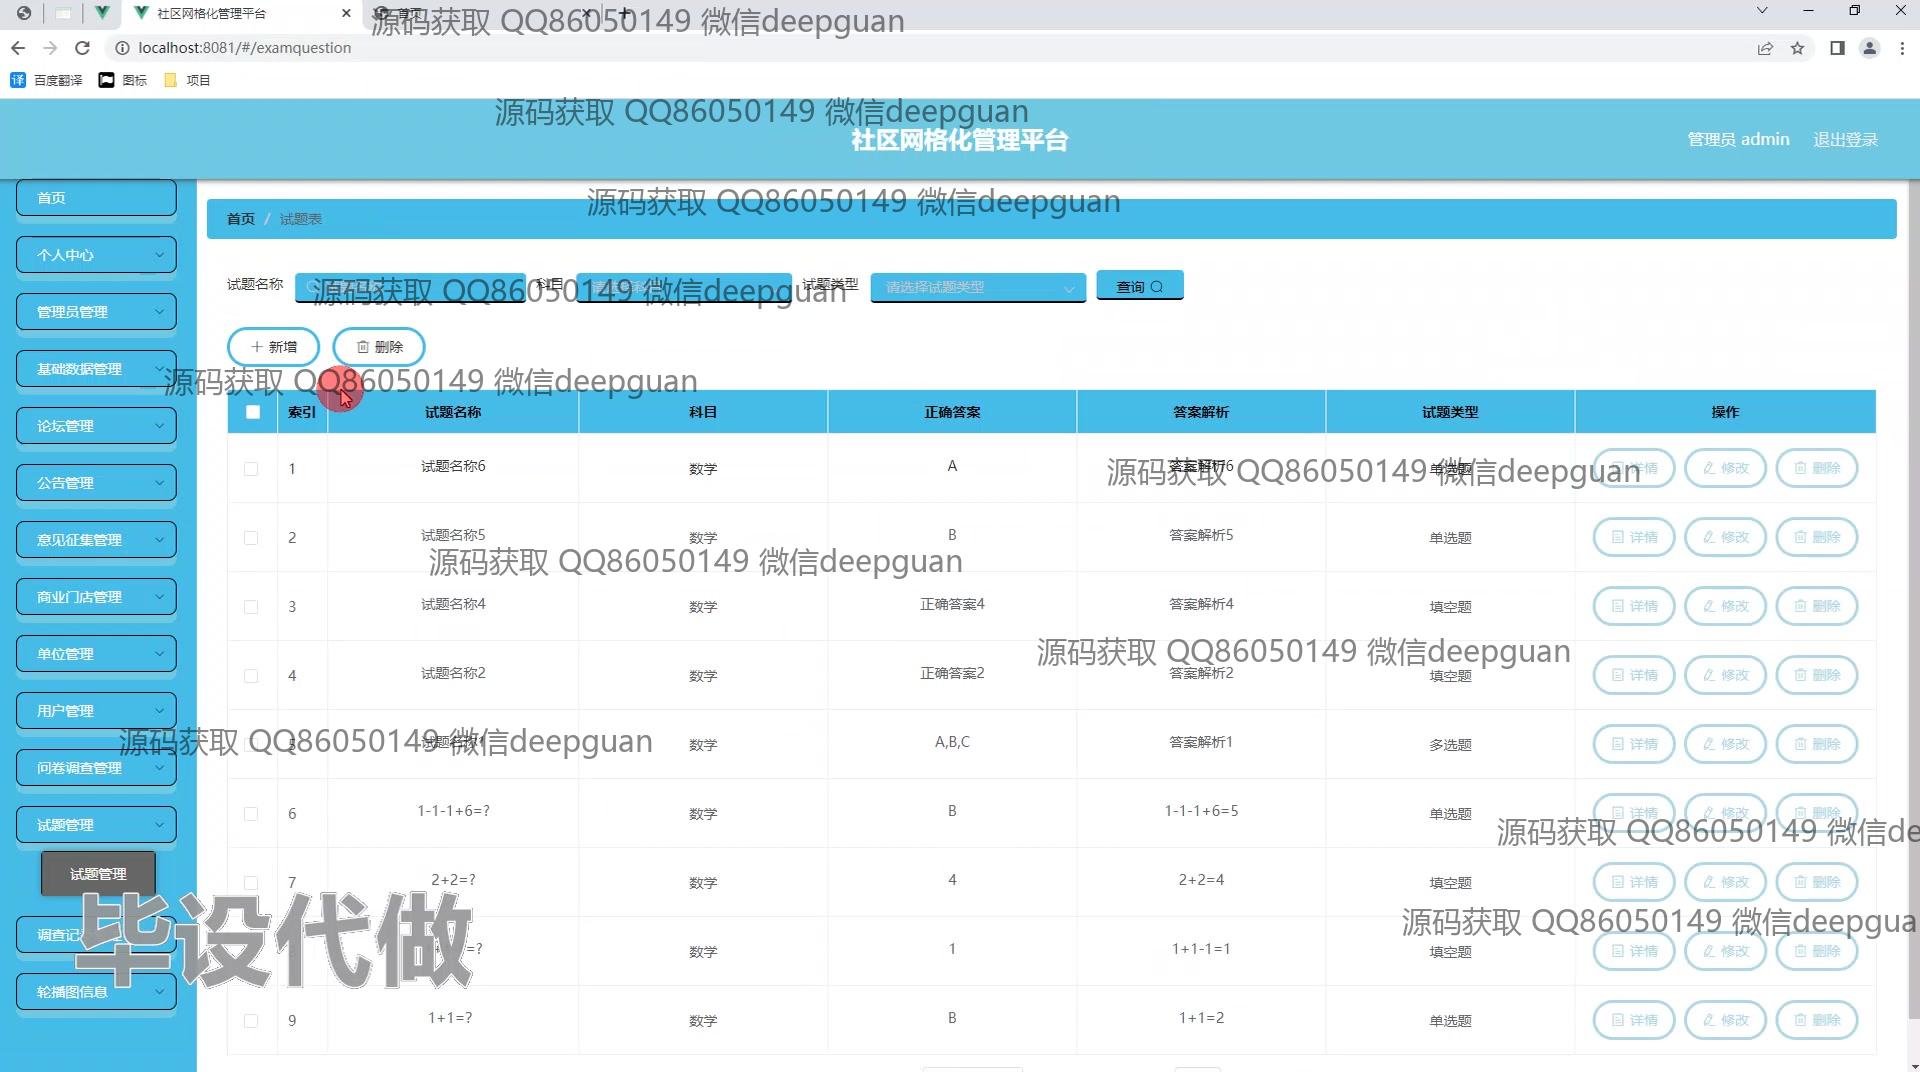 社区网格化管理平台
源码获取 QQ86050149 微信deepguan
localhost:8081/#/examquestion
译 百度翻译 图标 项目
源码获取 QQ86050149 微信deepguan
社区网格化管理平台
管理员 admin 退出登录
首页
源码获取 QQ86050149 微信deepguan
首页 / 试题表
个人中心
试题名称 科目 试题类型 请选择试题类型 查询
源码获取 QQ86050149 微信deepguan
管理员管理
新增 删除
基础数据管理
源码获取 QQ86050149 微信deepguan
索引 试题名称 科目 正确答案 答案解析 试题类型 操作
论坛管理
1 试题名称6 数学 A 答案解析6 单选题 详情 修改 删除
源码获取 QQ86050149 微信deepguan
公告管理
2 试题名称5 数学 B 答案解析5 单选题 详情 修改 删除
意见征集管理
源码获取 QQ86050149 微信deepguan
商业门店管理
3 试题名称4 数学 正确答案4 答案解析4 填空题 详情 修改 删除
单位管理
源码获取 QQ86050149 微信deepguan
4 试题名称2 数学 正确答案2 答案解析2 填空题 详情 修改 删除
用户管理
源码获取 QQ86050149 微信deepguan
5 试题名称1 数学 A,B,C 答案解析1 多选题 详情 修改 删除
问卷调查管理
6 1-1-1+6=? 数学 B 1-1-1+6=5 单选题 详情 修改 删除
试题管理
源码获取 QQ86050149 微信de
试题管理
7 2+2=? 数学 4 2+2=4 填空题 详情 修改 删除
源码获取 QQ86050149 微信deepgua
调查记
毕设代做
=? 数学 1 1+1-1=1 填空题 详情 修改 删除
轮播图信息
9 1+1=? 数学 B 1+1=2 单选题 详情 修改 删除